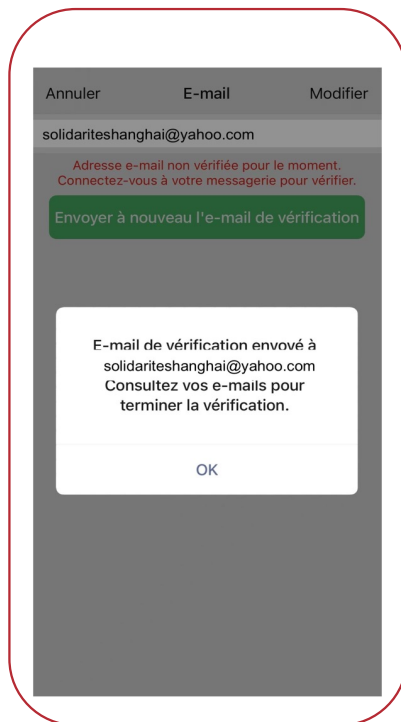 Annuler E-mail Modifier
solidariteshanghai@yahoo.com
Adresse e-mail non vérifiée pour le moment.
Connectez-vous à votre messagerie pour vérifier.
Envoyer à nouveau l'e-mail de vérification
E-mail de vérification envoyé à
solidariteshanghai@yahoo.com
Consultez vos e-mails pour
terminer la vérification.
OK